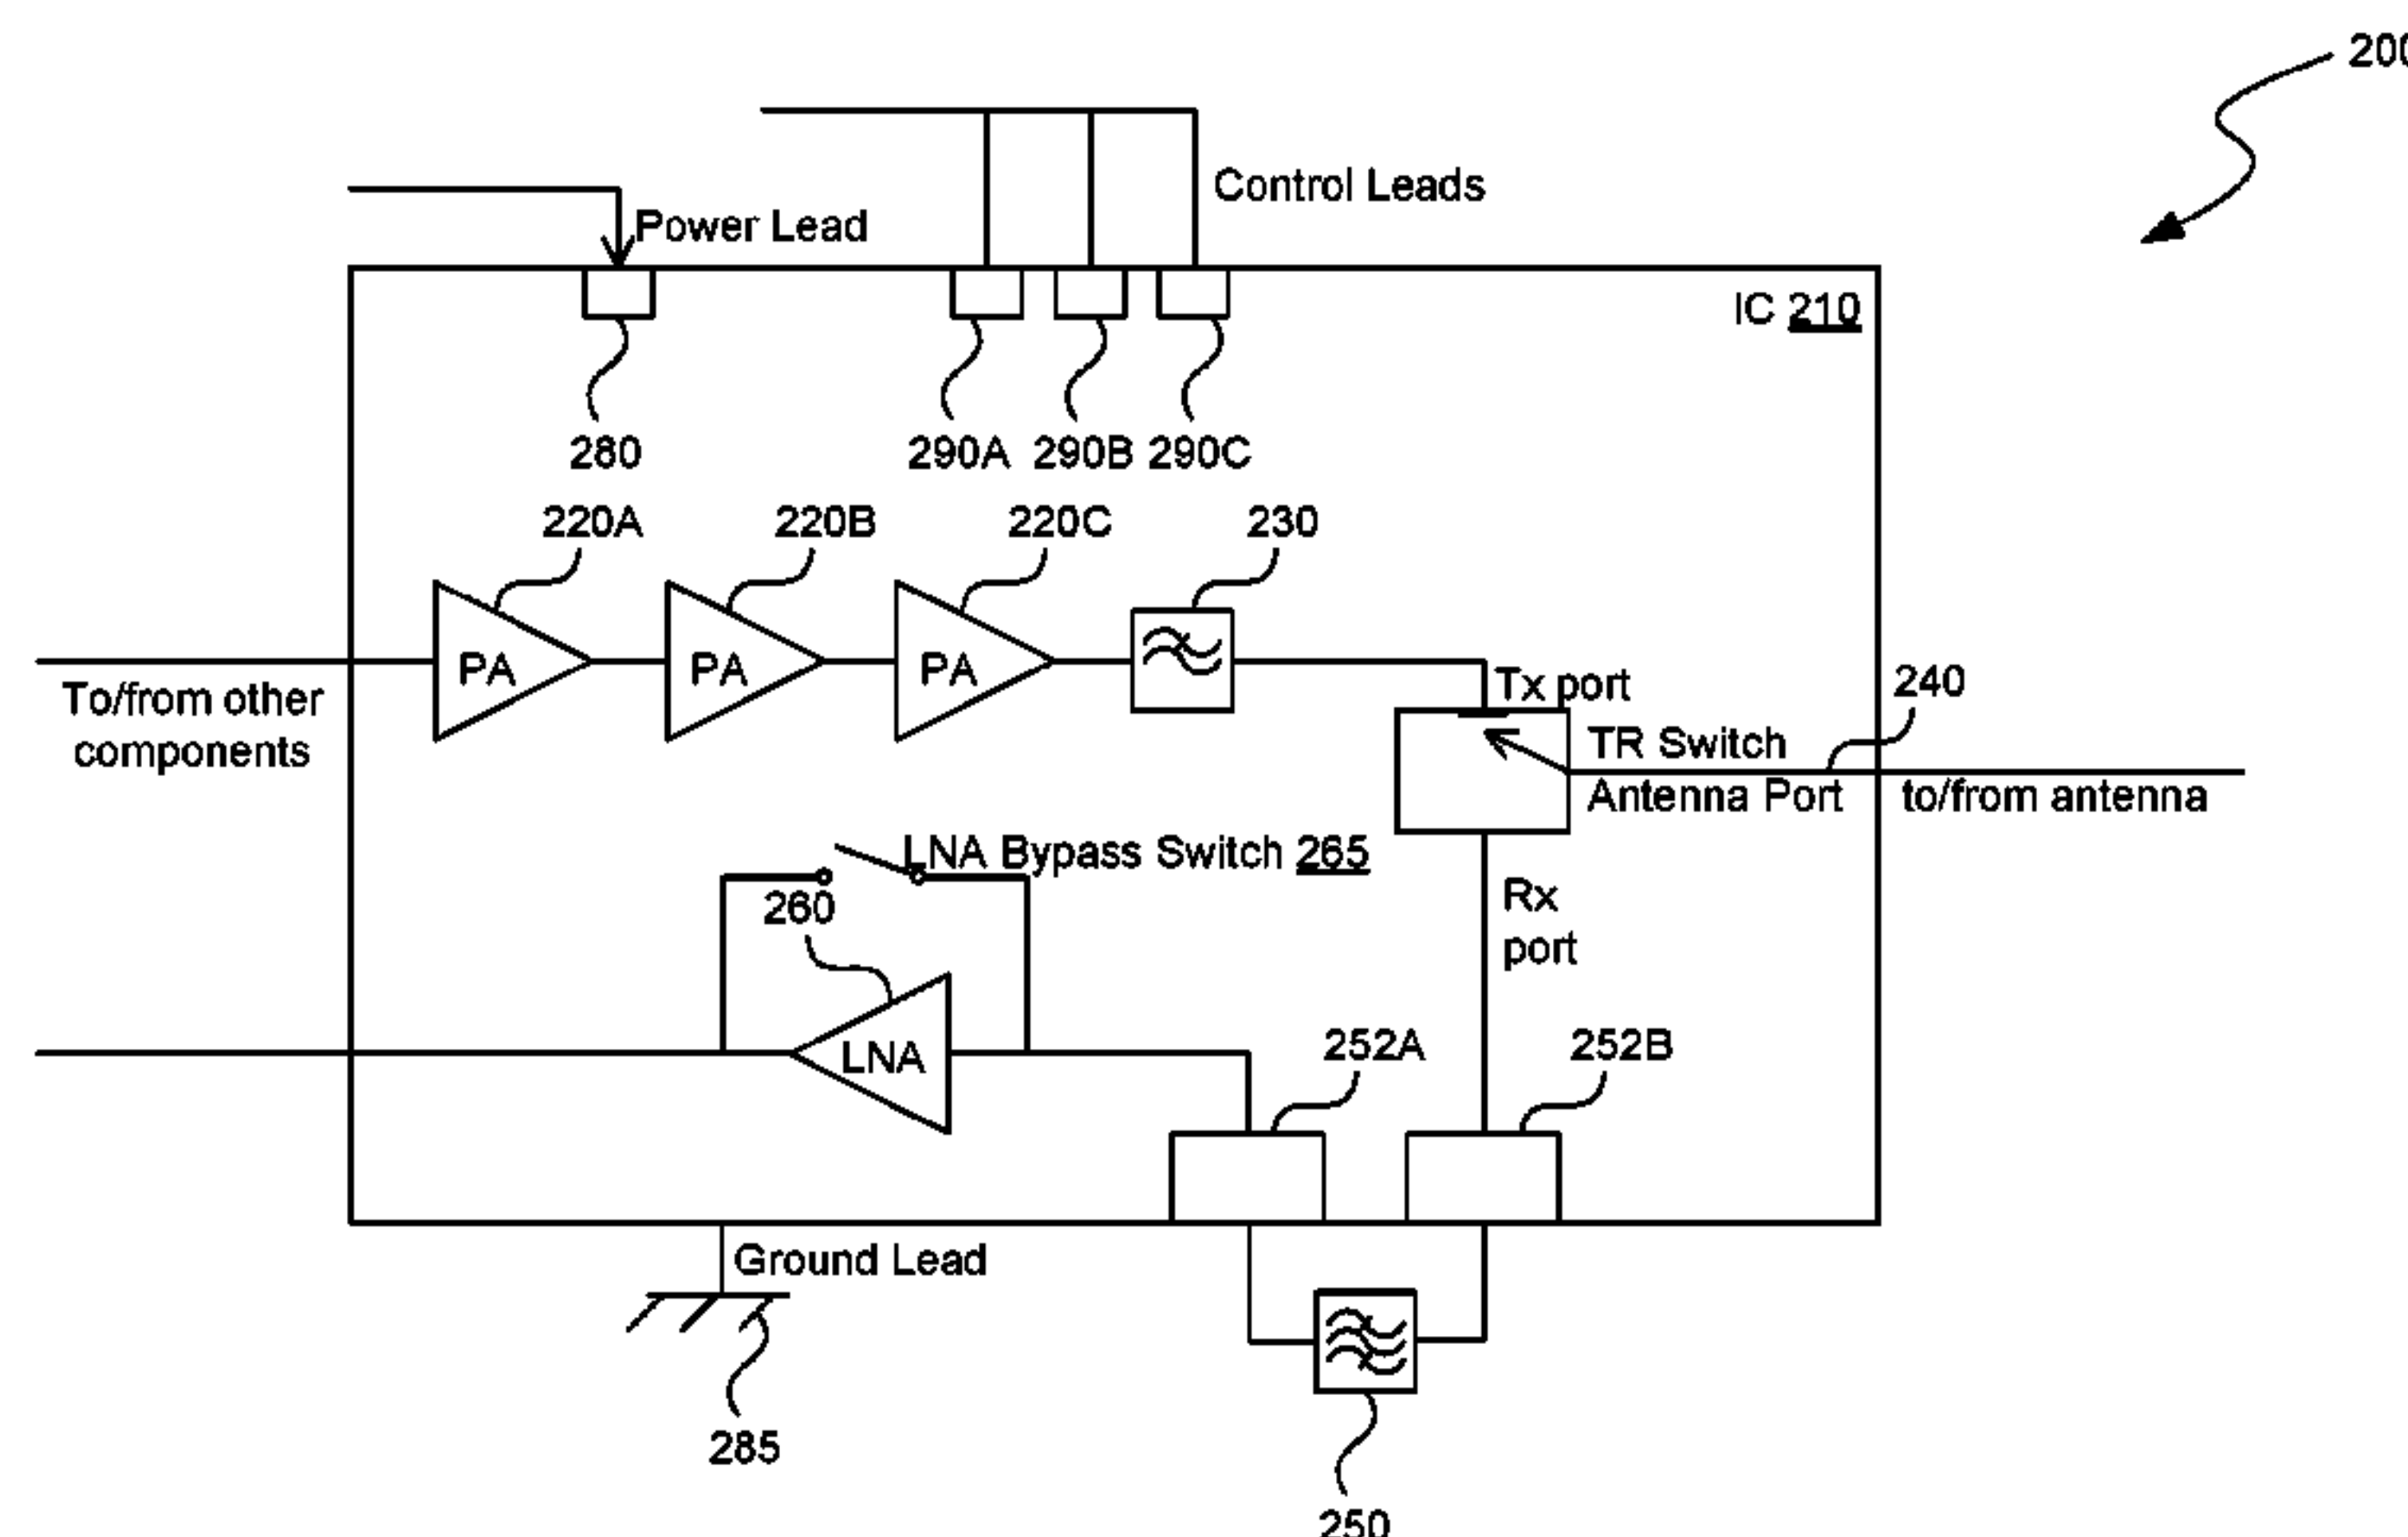 200
Control Leads
Power Lead
IC 210
280
290A 290B 290C
220A
220B
220C
230
PA
PA
PA
Tx port
240
To/from other
components
TR Switch
Antenna Port
to/from antenna
LNA Bypass Switch 265
260
Rx
port
LNA
252A
252B
Ground Lead
285
250